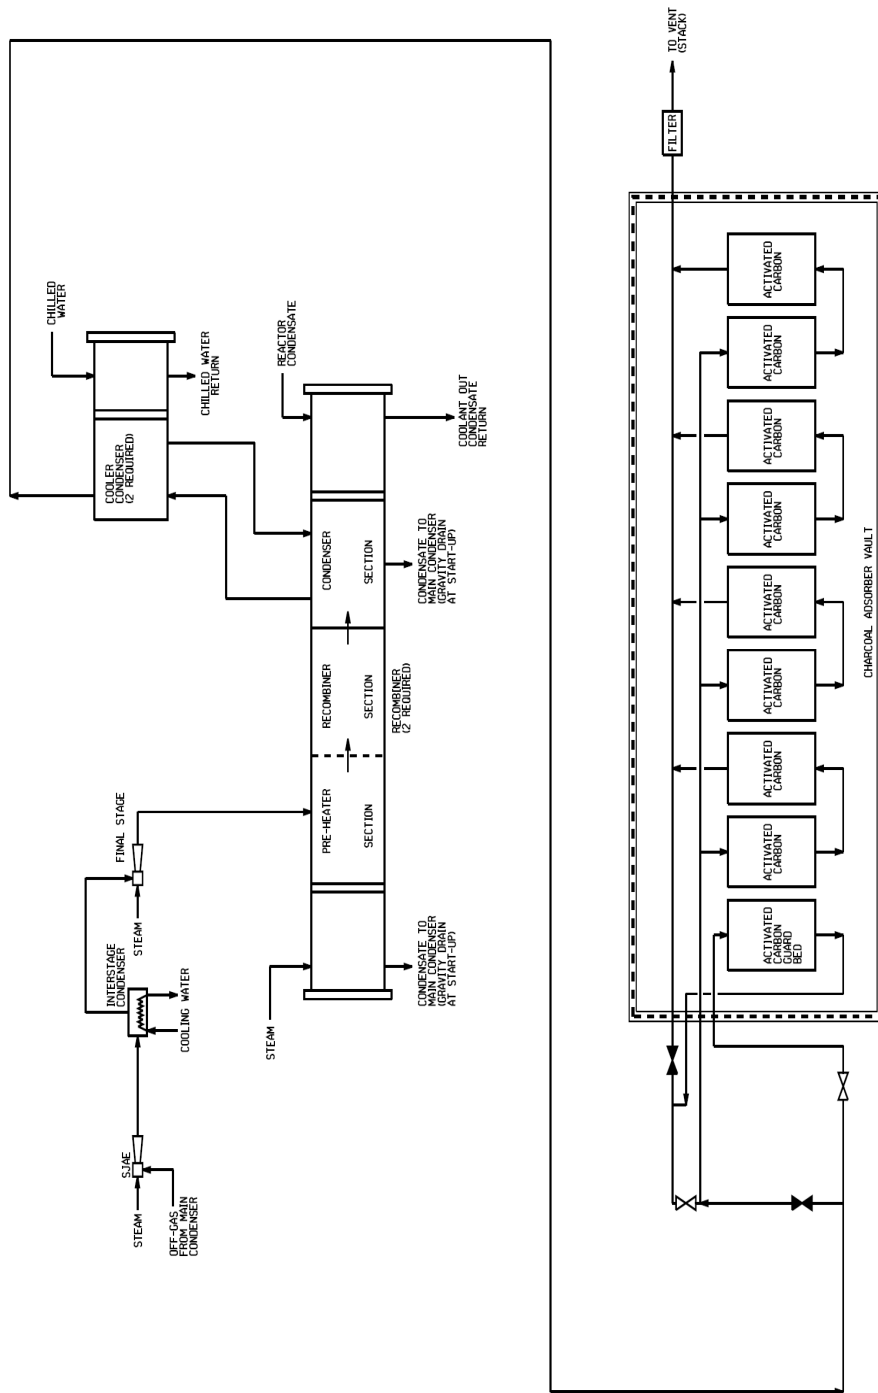 STEAM
OFF-GAS
FROM MAIN
CONDENSER
SJAE
INTERSTAGE
CONDENSER
COOLING WATER
STEAM
FINAL STAGE
STEAM
CONDENSATE TO
MAIN CONDENSER
(GRAVITY DRAIN
AT START-UP)
PRE-HEATER
SECTION
RECOMBINER
SECTION
RECOMBINER
(2 REQUIRED)
CONDENSER
SECTION
CONDENSATE TO
MAIN CONDENSER
(GRAVITY DRAIN
AT START-UP)
REACTOR
CONDENSATE
COOLANT OUT
CONDENSATE
RETURN
COOLER
CONDENSER
(2 REQUIRED)
CHILLED
WATER
CHILLED WATER
RETURN
ACTIVATED
CARBON
GUARD
BED
ACTIVATED
CARBON
ACTIVATED
CARBON
ACTIVATED
CARBON
ACTIVATED
CARBON
ACTIVATED
CARBON
ACTIVATED
CARBON
ACTIVATED
CARBON
ACTIVATED
CARBON
CHARCOAL ADSORBER VAULT
FILTER
TO VENT
(STACK)